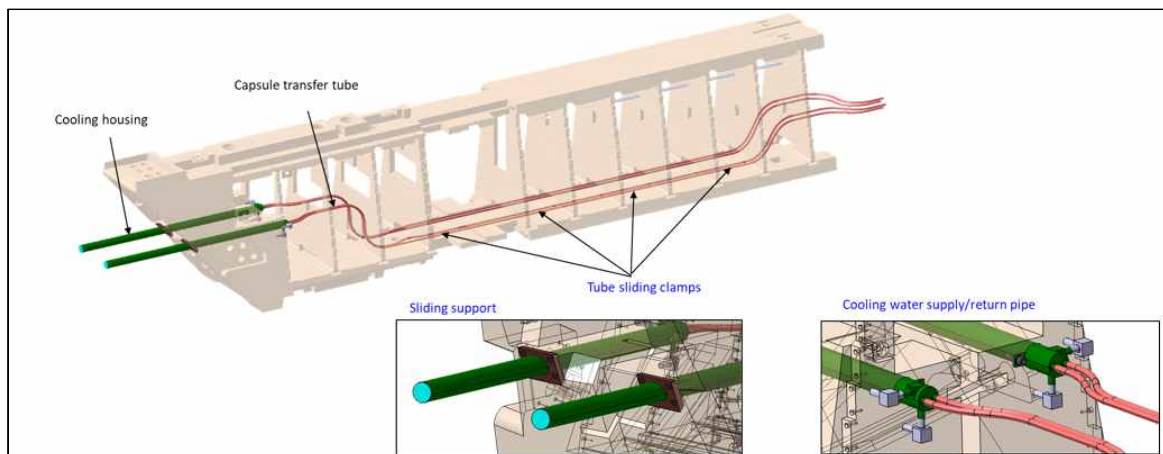 Capsule transfer tube
Cooling housing
Tube sliding clamps
Sliding support
Cooling water supply/return pipe